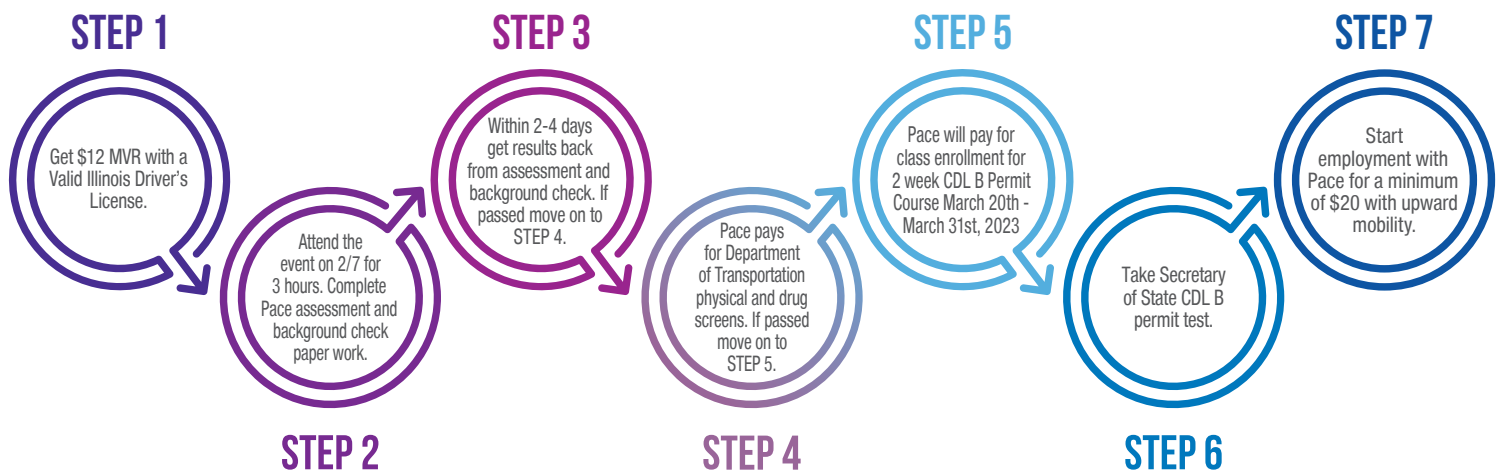 STEP 1
Get $12 MVR with a
Valid Illinois Driver's
License.
Attend the
event on 2/7 for
3 hours. Complete
Pace assessment and
background check
paper work.
STEP 2
STEP 3
Within 2-4 days
get results back
from assessment and
background check. If
passed move on to
STEP 4.
Pace pays
for Department
of Transportation
physical and drug
screens. If passed
move on to
STEP 5.
STEP 4
STEP 5
Pace will pay for
class enrollment for
2 week CDL B Permit
Course March 20th -
March 31st, 2023
Take Secretary
of State CDL B
permit test.
STEP 6
STEP 7
Start
employment with
Pace for a minimum
of $20 with upward
mobility.